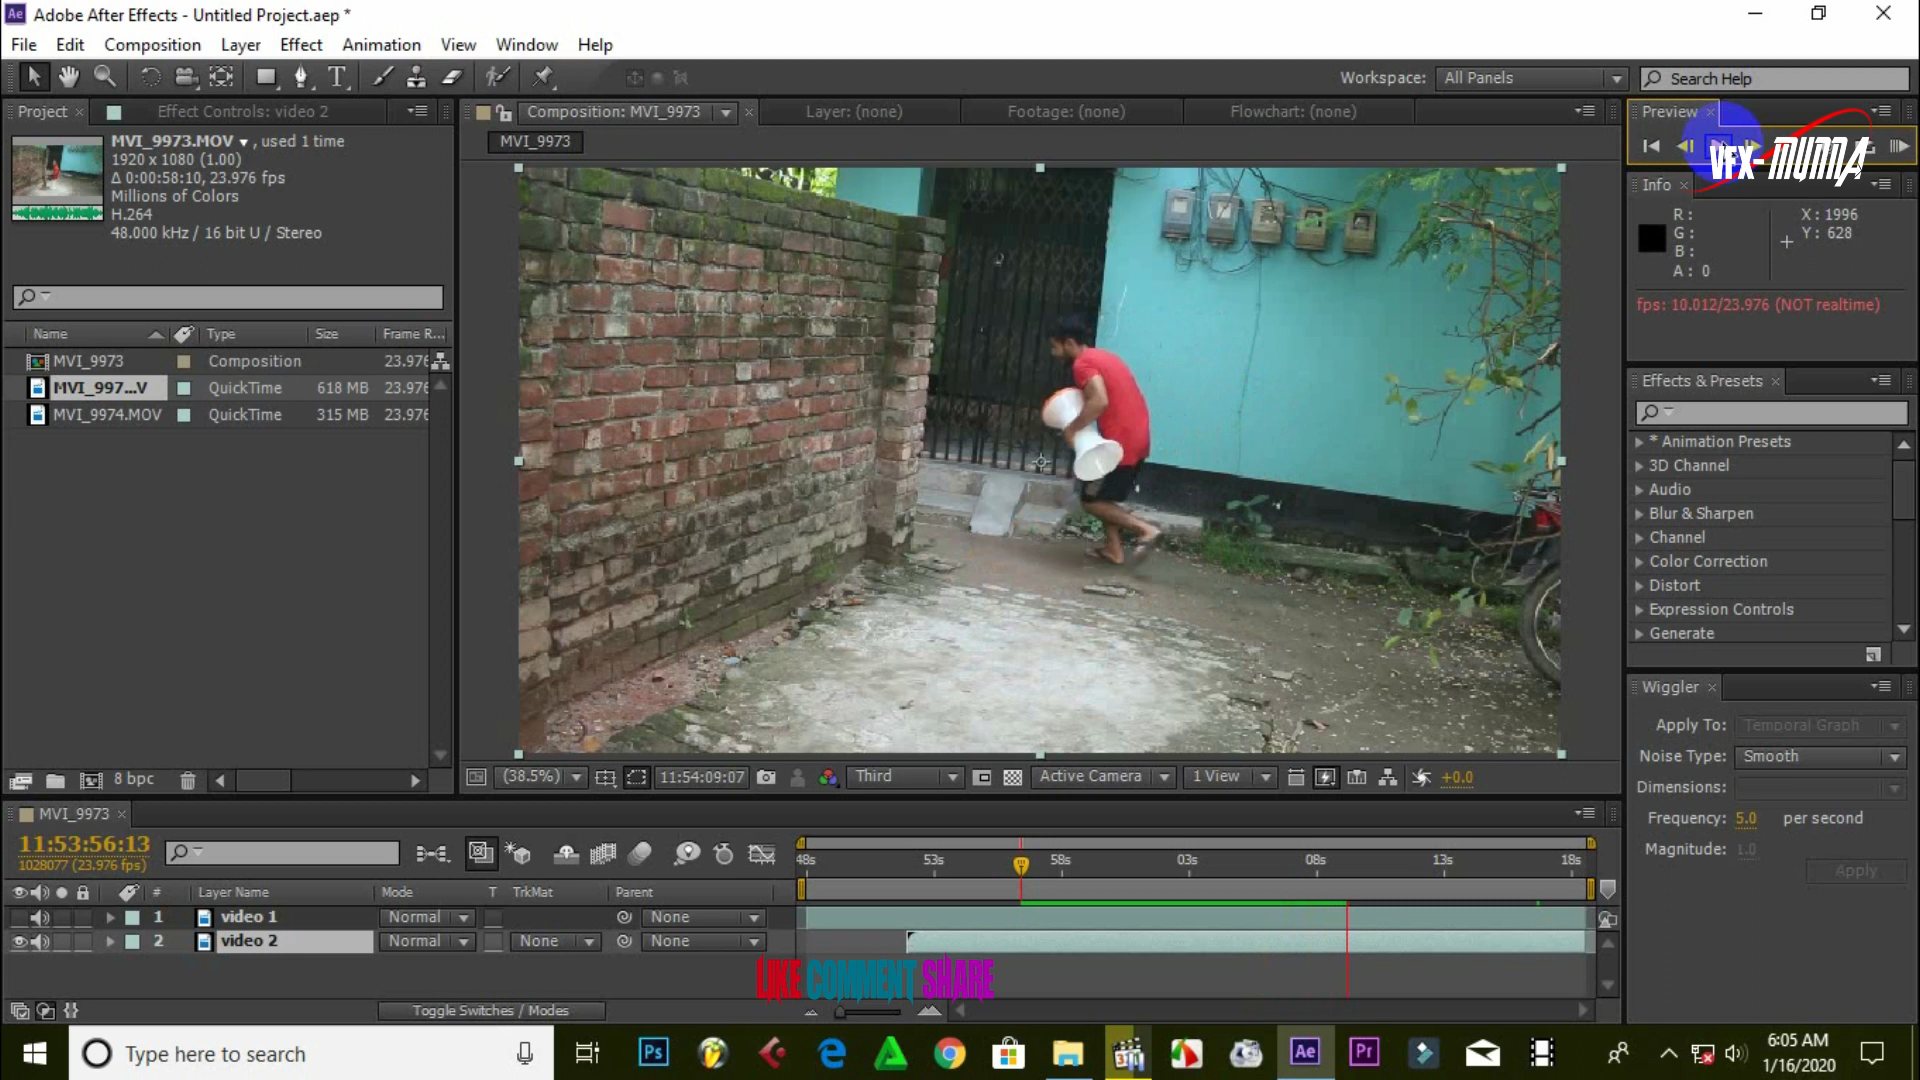 Ae Adobe After Effects - Untitled Project.aep *
File Edit Composition Layer Effect Animation View Window Help
Workspace: All Panels Search Help
Project Effect Controls: video 2 Composition: MVI_9973 Layer: (none) Footage: (none) Flowchart: (none) Preview
MVI_9973.MOV , used 1 time
1920 x 1080 (1.00)
Δ 0:00:58:10, 23.976 fps
Millions of Colors
H.264
48.000 kHz / 16 bit U / Stereo
MVI_9973
VFX-MUMA
Info
R :
G :
B :
A : 0
X : 1996
Y : 628
fps: 10.012/23.976 (NOT realtime)
Name Type Size Frame R...
MVI_9973 Composition 23.976
MVI_997...V QuickTime 618 MB 23.976
MVI_9974.MOV QuickTime 315 MB 23.976
8 bpc
Effects & Presets
* Animation Presets
3D Channel
Audio
Blur & Sharpen
Channel
Color Correction
Distort
Expression Controls
Generate
(38.5%) 11:54:09:07 Third Active Camera 1 View +0.0
Wiggler
Apply To: Temporal Graph
Noise Type: Smooth
Dimensions:
Frequency: 5.0 per second
Magnitude: 1.0
Apply
MVI_9973
11:53:56:13
1028077 (23.976 fps)
48s 53s 58s 03s 08s 13s 18s
# Layer Name Mode T TrkMat Parent
1 video 1 Normal None
2 video 2 Normal None None
LIKE COMMENT SHARE
Toggle Switches / Modes
Type here to search
Ps
Ae
Pr
6:05 AM
1/16/2020